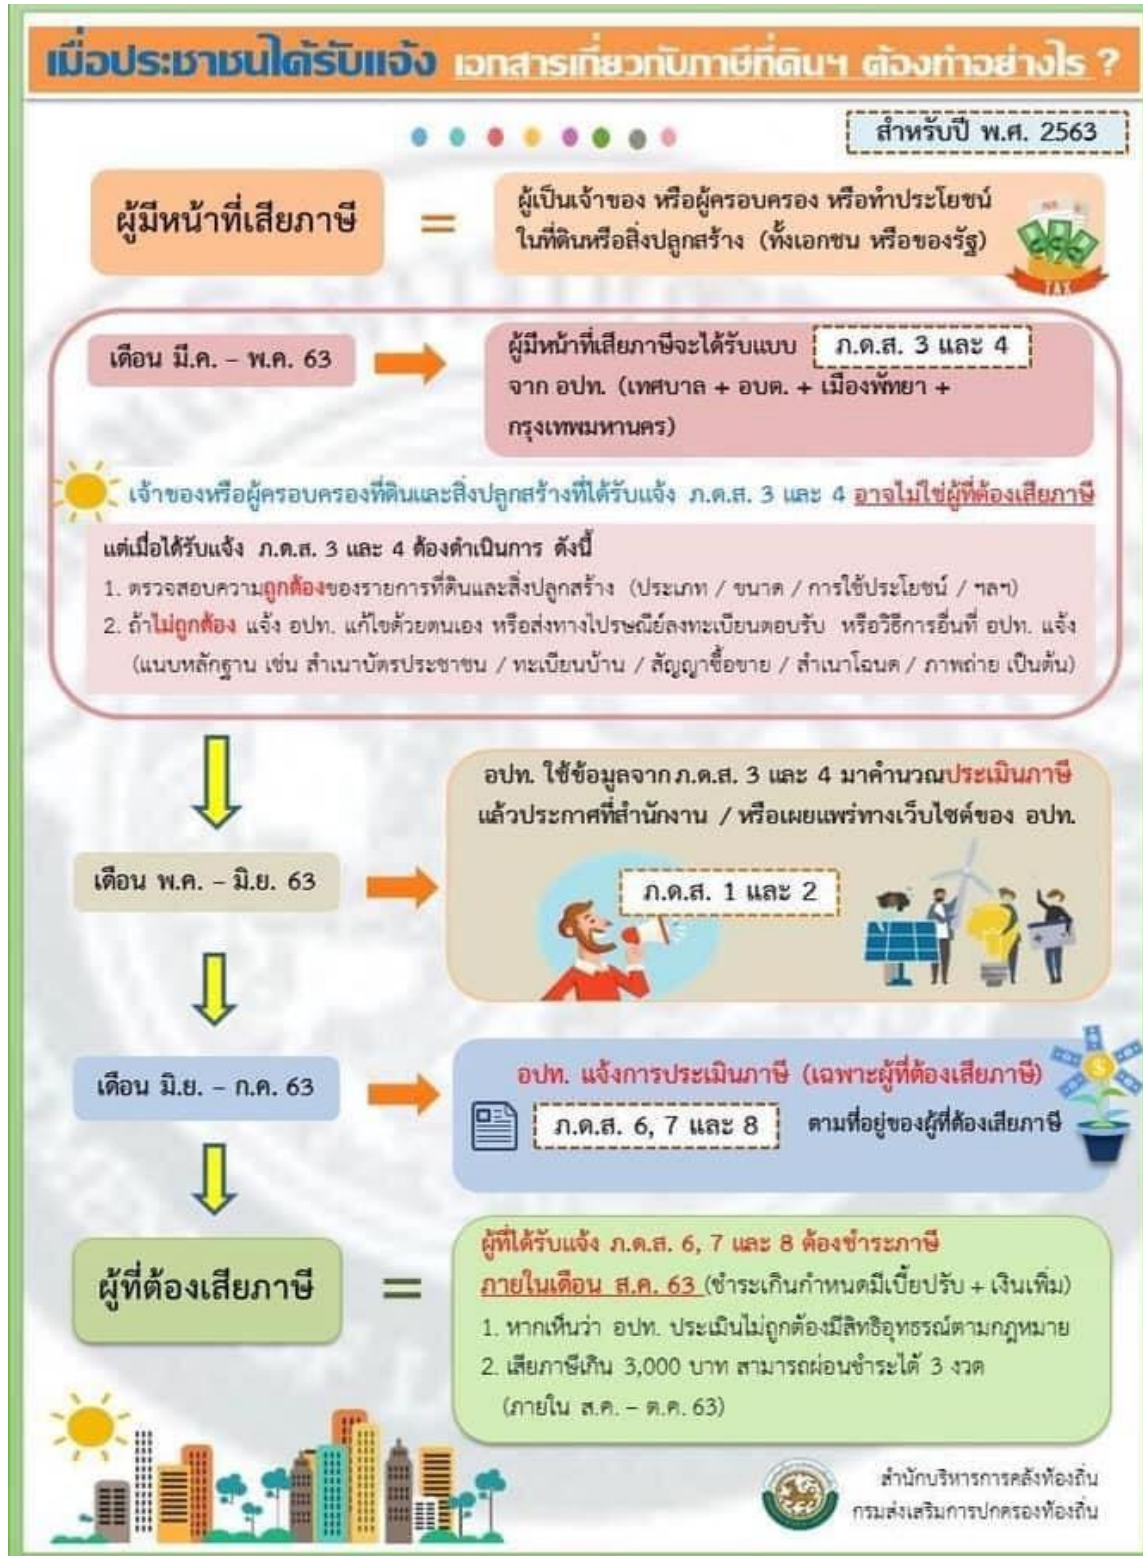 เมื่อประชาชนได้รับแจ้ง เอกสารเกี่ยวกับภาษีที่ดินฯ ต้องทำอย่างไร ?
สำหรับปี พ.ศ. 2563
ผู้มีหน้าที่เสียภาษี
=
ผู้เป็นเจ้าของ หรือผู้ครอบครอง หรือทำประโยชน์
ในที่ดินหรือสิ่งปลูกสร้าง (ทั้งเอกชน หรือของรัฐ)
TAX
เดือน มี.ค. – พ.ค. 63
ผู้มีหน้าที่เสียภาษีจะได้รับแบบ ภ.ด.ส. 3 และ 4
จาก อปท. (เทศบาล + อบต. + เมืองพัทยา +
กรุงเทพมหานคร)
เจ้าของหรือผู้ครอบครองที่ดินและสิ่งปลูกสร้างที่ได้รับแจ้ง ภ.ด.ส. 3 และ 4 อาจไม่ใช่ผู้ที่ต้องเสียภาษี
แต่เมื่อได้รับแจ้ง ภ.ด.ส. 3 และ 4 ต้องดำเนินการ ดังนี้
1. ตรวจสอบความถูกต้องของรายการที่ดินและสิ่งปลูกสร้าง (ประเภท / ขนาด / การใช้ประโยชน์ / ฯลฯ)
2. ถ้าไม่ถูกต้อง แจ้ง อปท. แก้ไขด้วยตนเอง หรือส่งทางไปรษณีย์ลงทะเบียนตอบรับ หรือวิธีการอื่นที่ อปท. แจ้ง
(แนบหลักฐาน เช่น สำเนาบัตรประชาชน / ทะเบียนบ้าน / สัญญาซื้อขาย / สำเนาโฉนด / ภาพถ่าย เป็นต้น)
อปท. ใช้ข้อมูลจาก ภ.ด.ส. 3 และ 4 มาคำนวณประเมินภาษี
แล้วประกาศที่สำนักงาน / หรือเผยแพร่ทางเว็บไซต์ของ อปท.
เดือน พ.ค. – มิ.ย. 63
ภ.ด.ส. 1 และ 2
เดือน มิ.ย. – ก.ค. 63
อปท. แจ้งการประเมินภาษี (เฉพาะผู้ที่ต้องเสียภาษี)
ภ.ด.ส. 6, 7 และ 8 ตามที่อยู่ของผู้ที่ต้องเสียภาษี
ผู้ที่ต้องเสียภาษี
=
ผู้ที่ได้รับแจ้ง ภ.ด.ส. 6, 7 และ 8 ต้องชำระภาษี
ภายในเดือน ส.ค. 63 (ชำระเกินกำหนดมีเบี้ยปรับ + เงินเพิ่ม)
1. หากเห็นว่า อปท. ประเมินไม่ถูกต้องมีสิทธิอุทธรณ์ตามกฎหมาย
2. เสียภาษีเกิน 3,000 บาท สามารถผ่อนชำระได้ 3 งวด
(ภายใน ส.ค. – ต.ค. 63)
สำนักบริหารการคลังท้องถิ่น
กรมส่งเสริมการปกครองท้องถิ่น